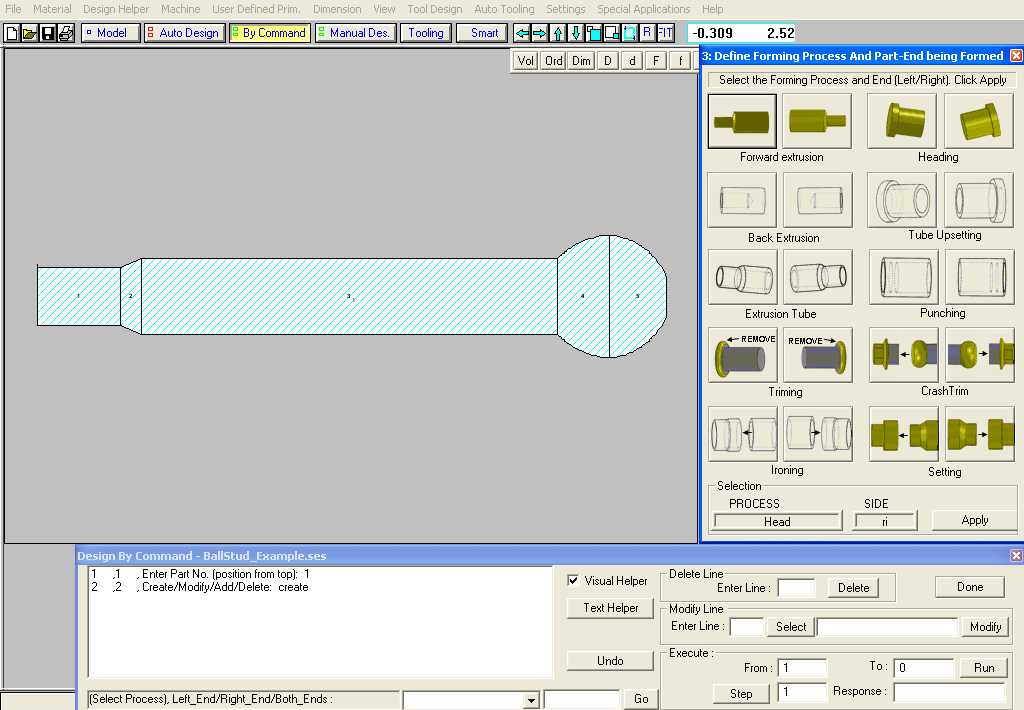 File Material Design Helper Machine User Defined Prim. Dimension View Tool Design Auto Tooling Settings Special Applications Help
Model Auto Design By Command Manual Des. Tooling Smart R FIT -0.309 2.52
Vol Ord Dim D d F f
3: Define Forming Process And Part-End being Formed
Select the Forming Process and End (Left/Right). Click Apply
Forward extrusion Heading
Back Extrusion Tube Upsetting
Extrusion Tube Punching
REMOVE REMOVE
Triming CrashTrim
Ironing Setting
Selection
PROCESS SIDE
Head ri Apply
1 2 3 1 4 5
Design By Command - BallStud_Example.ses
1 ,1 , Enter Part No. (position from top): 1
2 ,2 , Create/Modify/Add/Delete: create
Visual Helper
Text Helper
Undo
(Select Process), Left_End/Right_End/Both_Ends :
Go
Delete Line
Enter Line : Delete Done
Modify Line
Enter Line : Select Modify
Execute :
From : 1 To : 0 Run
Step 1 Response :